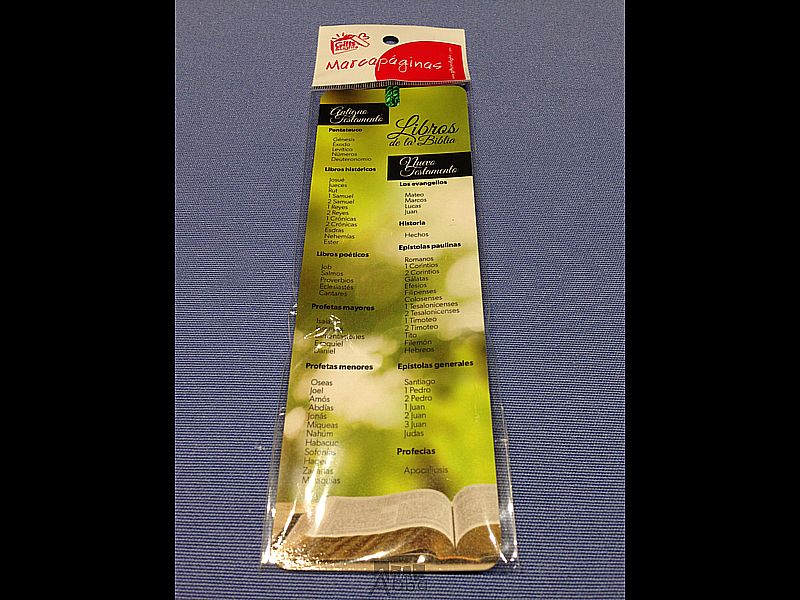 Marcapáginas
Antiguo
Testamento
Pentateuco
Génesis
Éxodo
Levítico
Números
Deuteronomio
Libros históricos
Josué
Jueces
Rut
1 Samuel
2 Samuel
1 Reyes
2 Reyes
1 Crónicas
2 Crónicas
Esdras
Nehemías
Ester
Libros poéticos
Job
Salmos
Proverbios
Eclesiastés
Cantares
Profetas mayores
Ezequiel
Daniel
Profetas menores
Oseas
Joel
Amós
Abdías
Jonás
Miqueas
Nahúm
Habacuc
Sofonías
Hageo
Zacarías
Malaquías
Libros
de la Biblia
Nuevo
Testamento
Los evangelios
Mateo
Marcos
Lucas
Juan
Historia
Hechos
Epístolas paulinas
Romanos
1 Corintios
2 Corintios
Gálatas
Efesios
Filipenses
Colosenses
1 Tesalonicenses
2 Tesalonicenses
1 Timoteo
2 Timoteo
Tito
Filemón
Hebreos
Epístolas generales
Santiago
1 Pedro
2 Pedro
1 Juan
2 Juan
3 Juan
Judas
Profecías
Apocalipsis